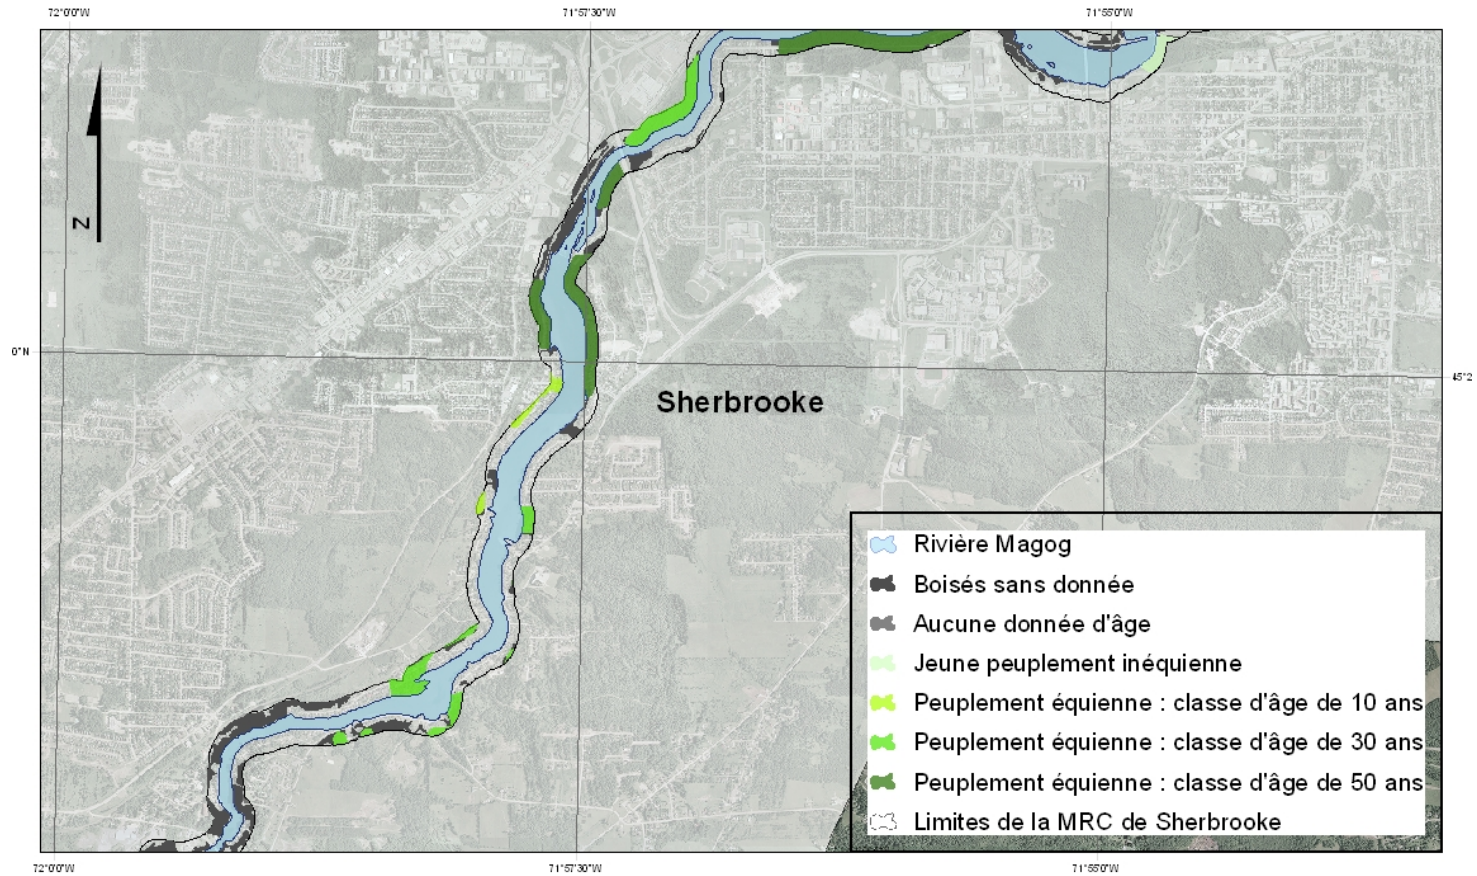 72°0'0"W
71°57'30"W
71°55'0"W
N
0"N
45°2
Sherbrooke
Rivière Magog
Boisés sans donnée
Aucune donnée d'âge
Jeune peuplement inéquienne
Peuplement équienne : classe d'âge de 10 ans
Peuplement équienne : classe d'âge de 30 ans
Peuplement équienne : classe d'âge de 50 ans
Limites de la MRC de Sherbrooke
72°0'0"W
71°57'30"W
71°55'0"W